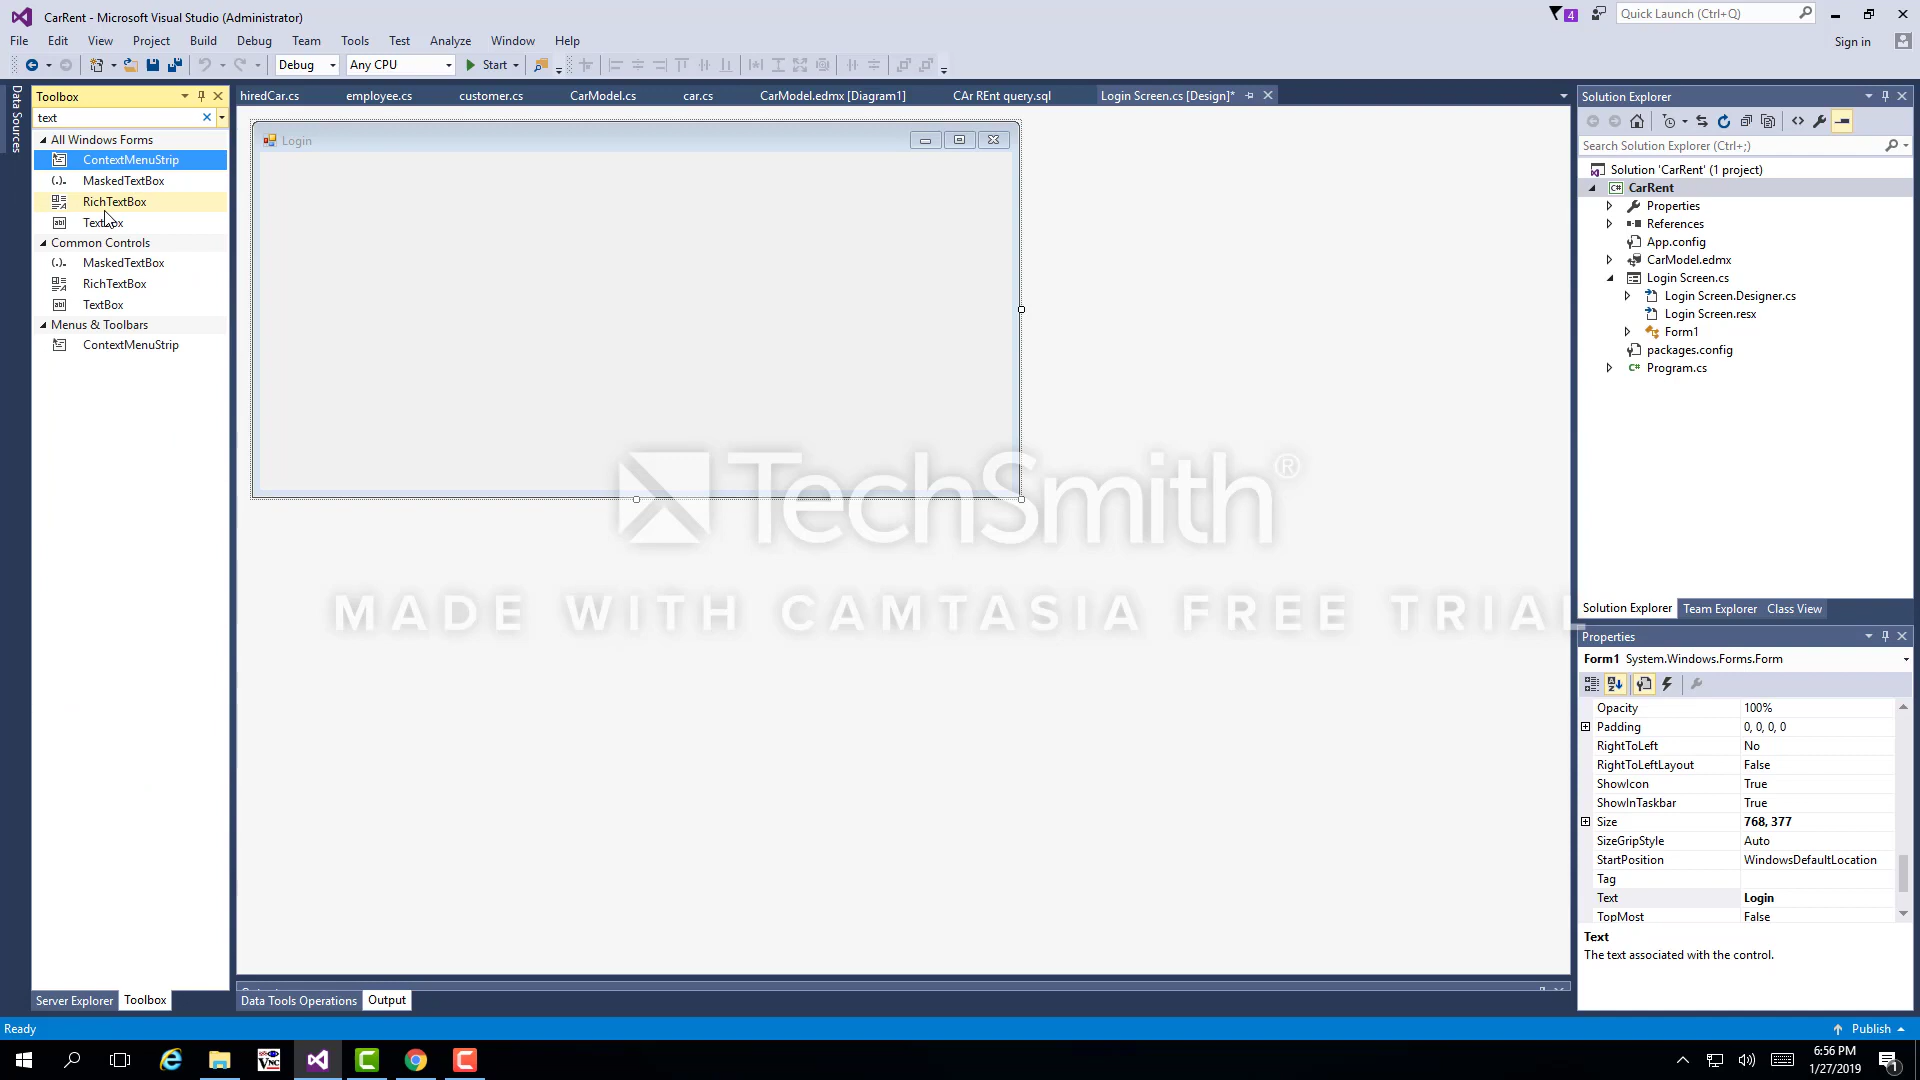 CarRent - Microsoft Visual Studio (Administrator)
4
Quick Launch (Ctrl+Q)
File Edit View Project Build Debug Team Tools Test Analyze Window Help
Sign in
Debug Any CPU Start
Data Sources
Toolbox
text
All Windows Forms
ContextMenuStrip
MaskedTextBox
RichTextBox
TextBox
Common Controls
MaskedTextBox
RichTextBox
TextBox
Menus & Toolbars
ContextMenuStrip
Server Explorer Toolbox
hiredCar.cs employee.cs customer.cs CarModel.cs car.cs CarModel.edmx [Diagram1] CAr REnt query.sql Login Screen.cs [Design]*
Login
TechSmith®
MADE WITH CAMTASIA FREE TRIAL
Data Tools Operations Output
Solution Explorer
Search Solution Explorer (Ctrl+;)
Solution 'CarRent' (1 project)
CarRent
Properties
References
App.config
CarModel.edmx
Login Screen.cs
Login Screen.Designer.cs
Login Screen.resx
Form1
packages.config
Program.cs
Solution Explorer Team Explorer Class View
Properties
Form1 System.Windows.Forms.Form
Opacity 100%
Padding 0, 0, 0, 0
RightToLeft No
RightToLeftLayout False
ShowIcon True
ShowInTaskbar True
Size 768, 377
SizeGripStyle Auto
StartPosition WindowsDefaultLocation
Tag
Text Login
TopMost False
Text
The text associated with the control.
Ready
Publish
6:56 PM
1/27/2019
1